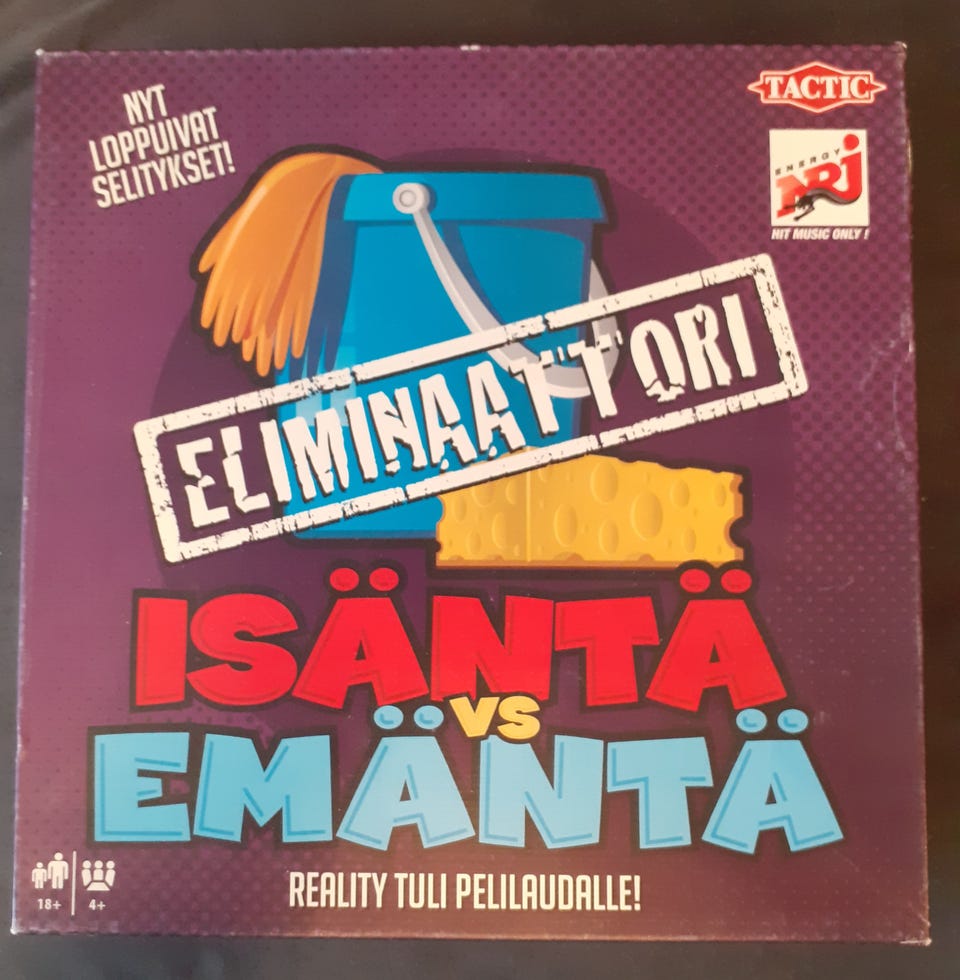 NYT
LOPPUIVAT
SELITYKSET!
TACTIC
ENERGY
NRJ
HIT MUSIC ONLY !
ELIMINAATTORI
ISÄNTÄ
VS
EMÄNTÄ
18+
4+
REALITY TULI PELILAUDALLE!